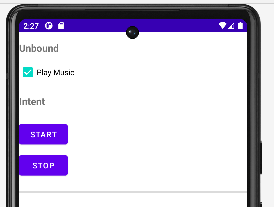 2:27
Unbound
Play Music
Intent
START
STOP